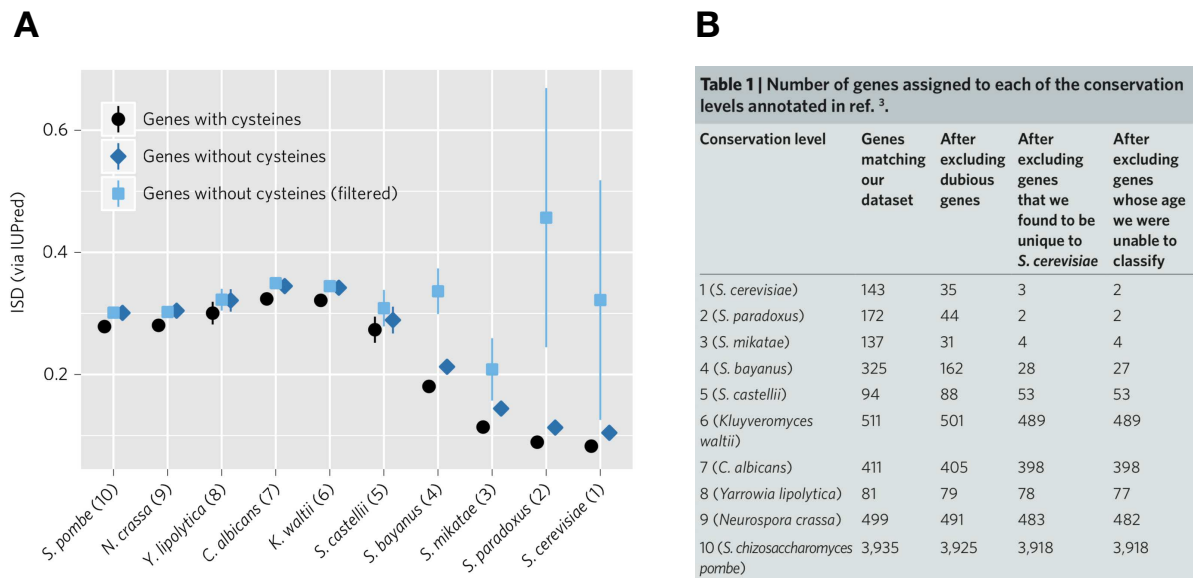 A
B
0.6
0.4
0.2
ISD (via IUPred)
Genes with cysteines
Genes without cysteines
Genes without cysteines (filtered)
S. pombe (10)
N. crassa (9)
Y. lipolytica (8)
C. albicans (7)
K. waltii (6)
S. castellii (5)
S. bayanus (4)
S. mikatae (3)
S. paradoxus (2)
S. cerevisiae (1)
Table 1 | Number of genes assigned to each of the conservation
levels annotated in ref. 3.
Conservation level Genes matching our dataset After excluding dubious genes After excluding genes that we found to be unique to S. cerevisiae After excluding genes whose age we were unable to classify
1 (S. cerevisiae) 143 35 3 2
2 (S. paradoxus) 172 44 2 2
3 (S. mikatae) 137 31 4 4
4 (S. bayanus) 325 162 28 27
5 (S. castellii) 94 88 53 53
6 (Kluyveromyces 511 501 489 489
waltii)
7 (C. albicans) 411 405 398 398
8 (Yarrowia lipolytica) 81 79 78 77
9 (Neurospora crassa) 499 491 483 482
10 (S. chizosaccharomyces 3,935 3,925 3,918 3,918
pombe)